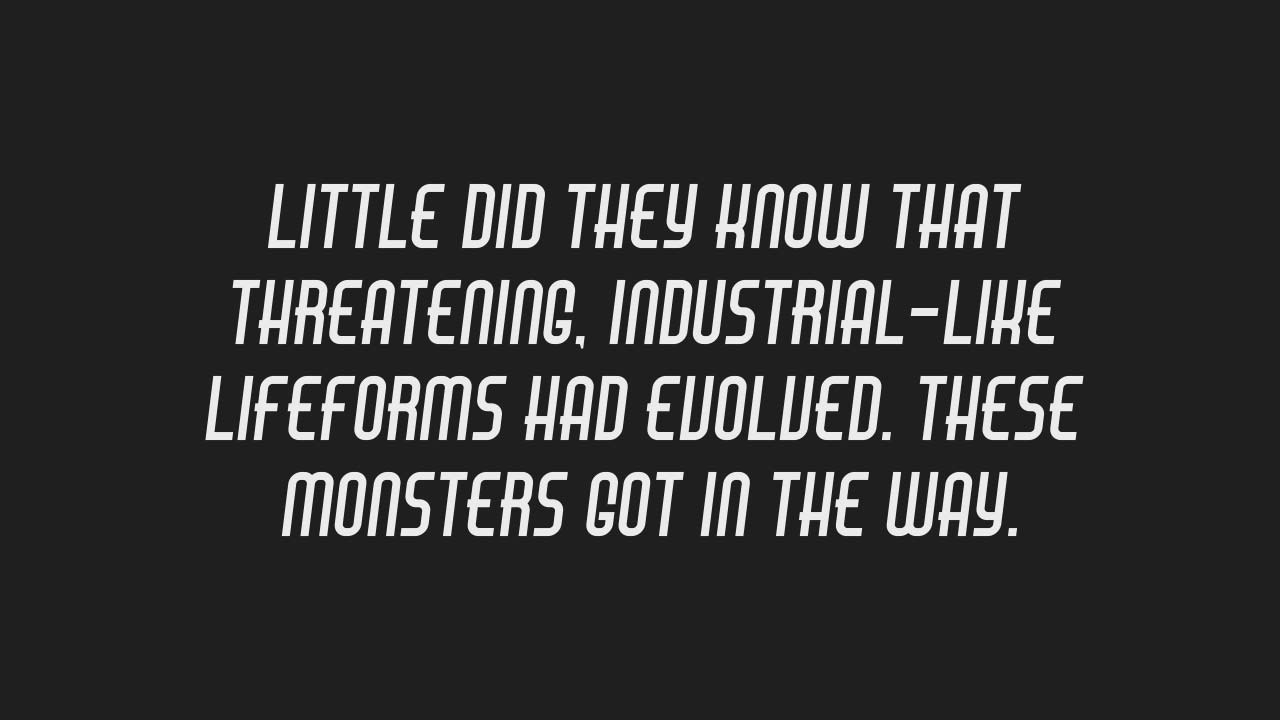 LITTLE DID THEY KNOW THAT
THREATENING, INDUSTRIAL-LIKE
LIFEFORMS HAD EVOLVED. THESE
MONSTERS GOT IN THE WAY.